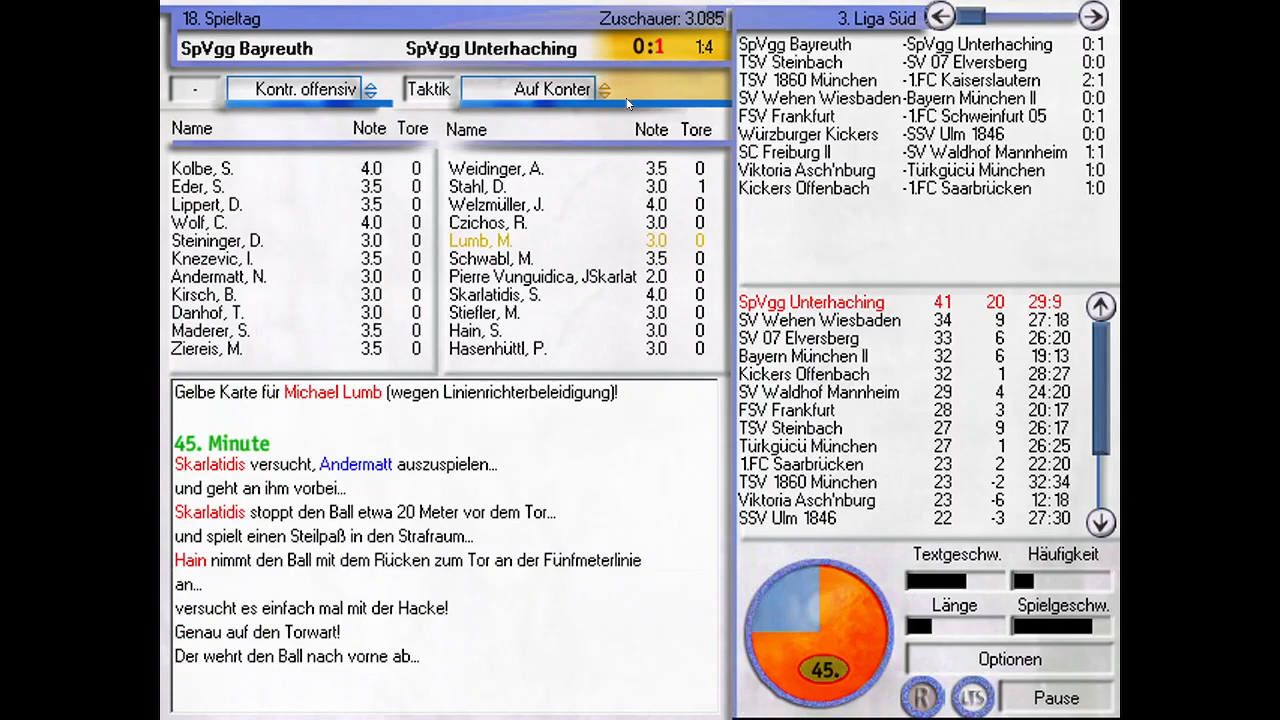 18. Spieltag Zuschauer: 3.085
SpVgg Bayreuth SpVgg Unterhaching 0:1 1:4
- Kontr. offensiv Taktik Auf Konter
Name Note Tore Name Note Tore
Kolbe, S. 4.0 0 Weidinger, A. 3.5 0
Eder, S. 3.5 0 Stahl, D. 3.0 1
Lippert, D. 3.5 0 Welzmüller, J. 4.0 0
Wolf, C. 4.0 0 Czichos, R. 3.0 0
Steininger, D. 3.0 0 Lumb, M. 3.0 0
Knezevic, I. 3.5 0 Schwabl, M. 3.5 0
Andermatt, N. 3.0 0 Pierre Vunguidica, JSkarlat 2.0 0
Kirsch, B. 3.0 0 Skarlatidis, S. 4.0 0
Danhof, T. 3.0 0 Stiefler, M. 3.0 0
Maderer, S. 3.5 0 Hain, S. 3.0 0
Ziereis, M. 3.5 0 Hasenhüttl, P. 3.0 0
Gelbe Karte für Michael Lumb (wegen Linienrichterbeleidigung)!
45. Minute
Skarlatidis versucht, Andermatt auszuspielen...
und geht an ihm vorbei...
Skarlatidis stoppt den Ball etwa 20 Meter vor dem Tor...
und spielt einen Steilpaß in den Strafraum...
Hain nimmt den Ball mit dem Rücken zum Tor an der Fünfmeterlinie
an...
versucht es einfach mal mit der Hacke!
Genau auf den Torwart!
Der wehrt den Ball nach vorne ab...
3. Liga Süd
SpVgg Bayreuth -SpVgg Unterhaching 0:1
TSV Steinbach -SV 07 Elversberg 0:0
TSV 1860 München -1.FC Kaiserslautern 2:1
SV Wehen Wiesbaden -Bayern München II 0:0
FSV Frankfurt -1.FC Schweinfurt 05 0:1
Würzburger Kickers -SSV Ulm 1846 0:0
SC Freiburg II -SV Waldhof Mannheim 1:1
Viktoria Asch'nburg -Türkgücü München 1:0
Kickers Offenbach -1.FC Saarbrücken 1:0
SpVgg Unterhaching 41 20 29:9
SV Wehen Wiesbaden 34 9 27:18
SV 07 Elversberg 33 6 26:20
Bayern München II 32 6 19:13
Kickers Offenbach 32 1 28:27
SV Waldhof Mannheim 29 4 24:20
FSV Frankfurt 28 3 20:17
TSV Steinbach 27 9 26:17
Türkgücü München 27 1 26:25
1.FC Saarbrücken 23 2 22:20
TSV 1860 München 23 -2 32:34
Viktoria Asch'nburg 23 -6 12:18
SSV Ulm 1846 22 -3 27:30
Textgeschw. Häufigkeit
Länge Spielgeschw.
45.
Optionen
R LTS Pause